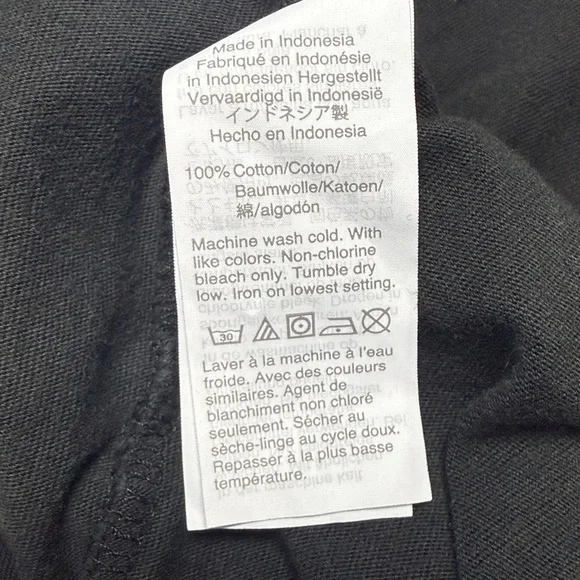 Made in Indonesia
Fabriqué en Indonésie
in Indonesien Hergestellt
Vervaardigd in Indonesië
インドネシア製
Hecho en Indonesia
100% Cotton/Coton/
Baumwolle/Katoen/
綿/algodón
Machine wash cold. With
like colors. Non-chlorine
bleach only. Tumble dry
low. Iron on lowest setting.
30
Laver à la machine à l'eau
froide. Avec des couleurs
similaires. Agent de
blanchiment non chloré
seulement. Sécher au
sèche-linge au cycle doux.
Repasser à la plus basse
température.